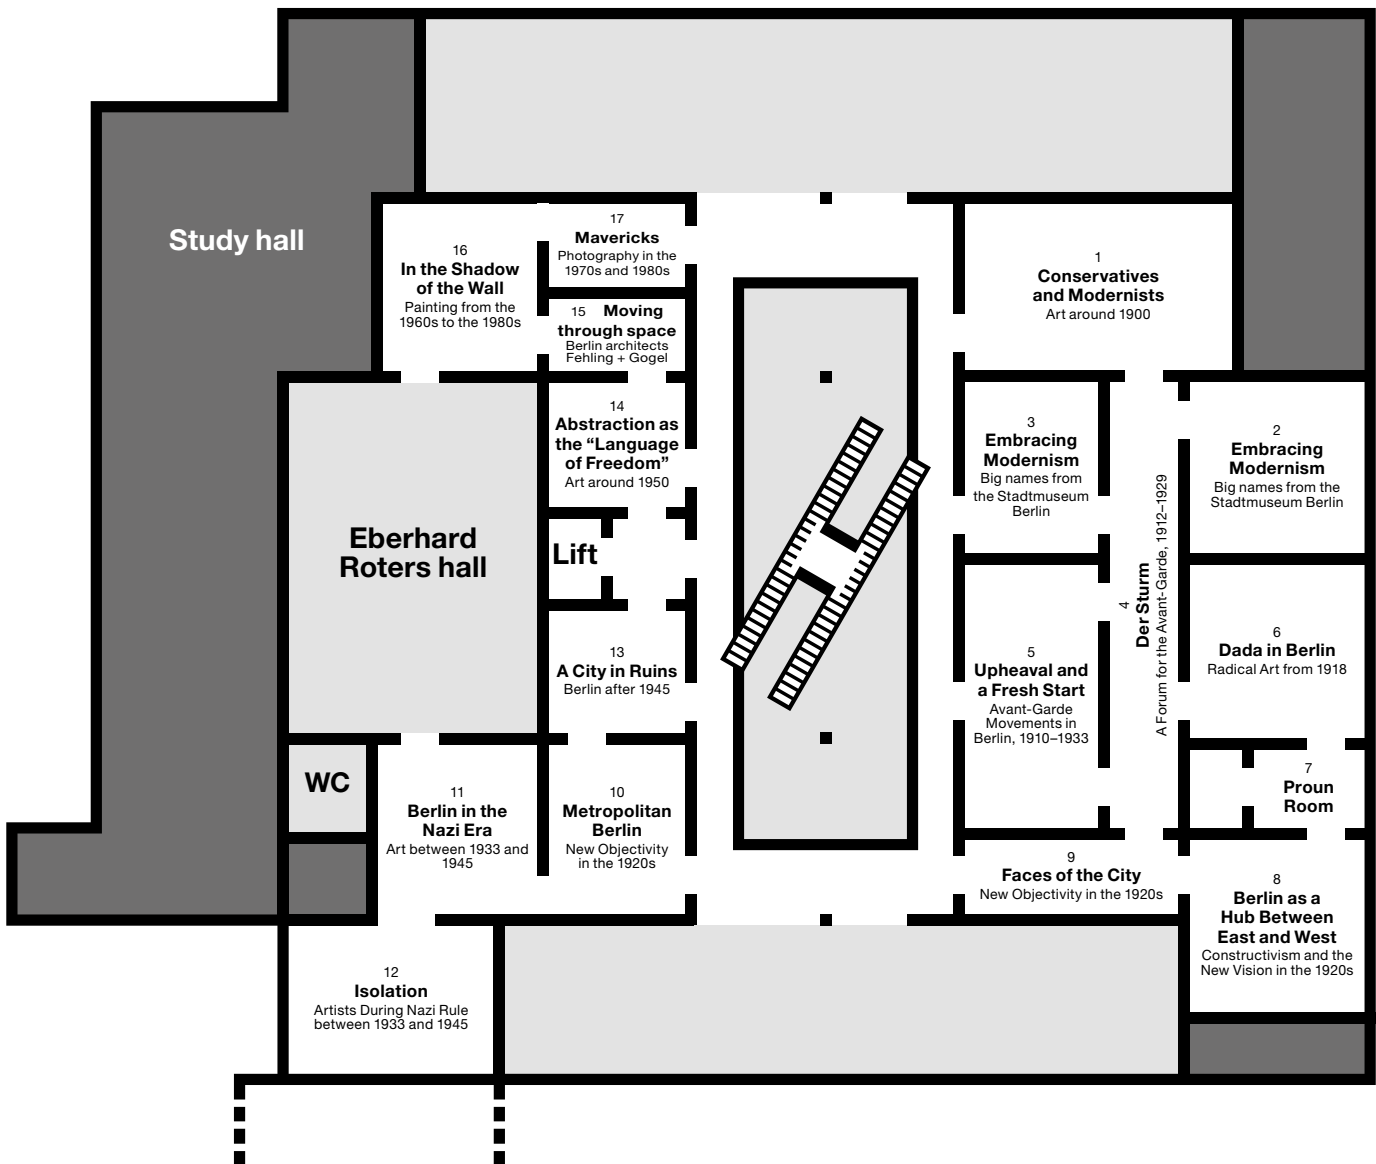 Study hall
16
In the Shadow
of the Wall
Painting from the
1960s to the 1980s
17
Mavericks
Photography in the
1970s and 1980s
15 Moving
through space
Berlin architects
Fehling + Gogel
14
Abstraction as
the “Language
of Freedom”
Art around 1950
Eberhard
Roters hall
Lift
13
A City in Ruins
Berlin after 1945
WC
11
Berlin in the
Nazi Era
Art between 1933 and
1945
10
Metropolitan
Berlin
New Objectivity
in the 1920s
12
Isolation
Artists During Nazi Rule
between 1933 and 1945
1
Conservatives
and Modernists
Art around 1900
3
Embracing
Modernism
Big names from
the Stadtmuseum
Berlin
2
Embracing
Modernism
Big names from the
Stadtmuseum Berlin
4
Der Sturm
A Forum for the Avant-Garde, 1912–1929
5
Upheaval and
a Fresh Start
Avant-Garde
Movements in
Berlin, 1910–1933
6
Dada in Berlin
Radical Art from 1918
7
Proun
Room
9
Faces of the City
New Objectivity in the 1920s
8
Berlin as a
Hub Between
East and West
Constructivism and the
New Vision in the 1920s